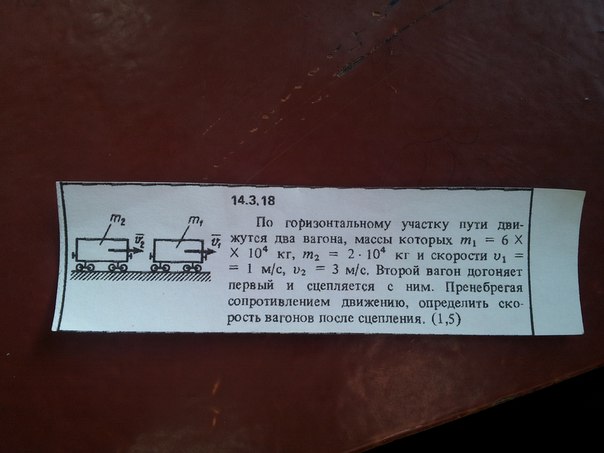 14.3.18
m₂ m₁
v̅₂ v̅₁
По горизонтальному участку пути дви-
жутся два вагона, массы которых m₁ = 6 ×
× 10⁴ кг, m₂ = 2 · 10⁴ кг и скорости v₁ =
= 1 м/с, v₂ = 3 м/с. Второй вагон догоняет
первый и сцепляется с ним. Пренебрегая
сопротивлением движению, определить ско-
рость вагонов после сцепления. (1,5)